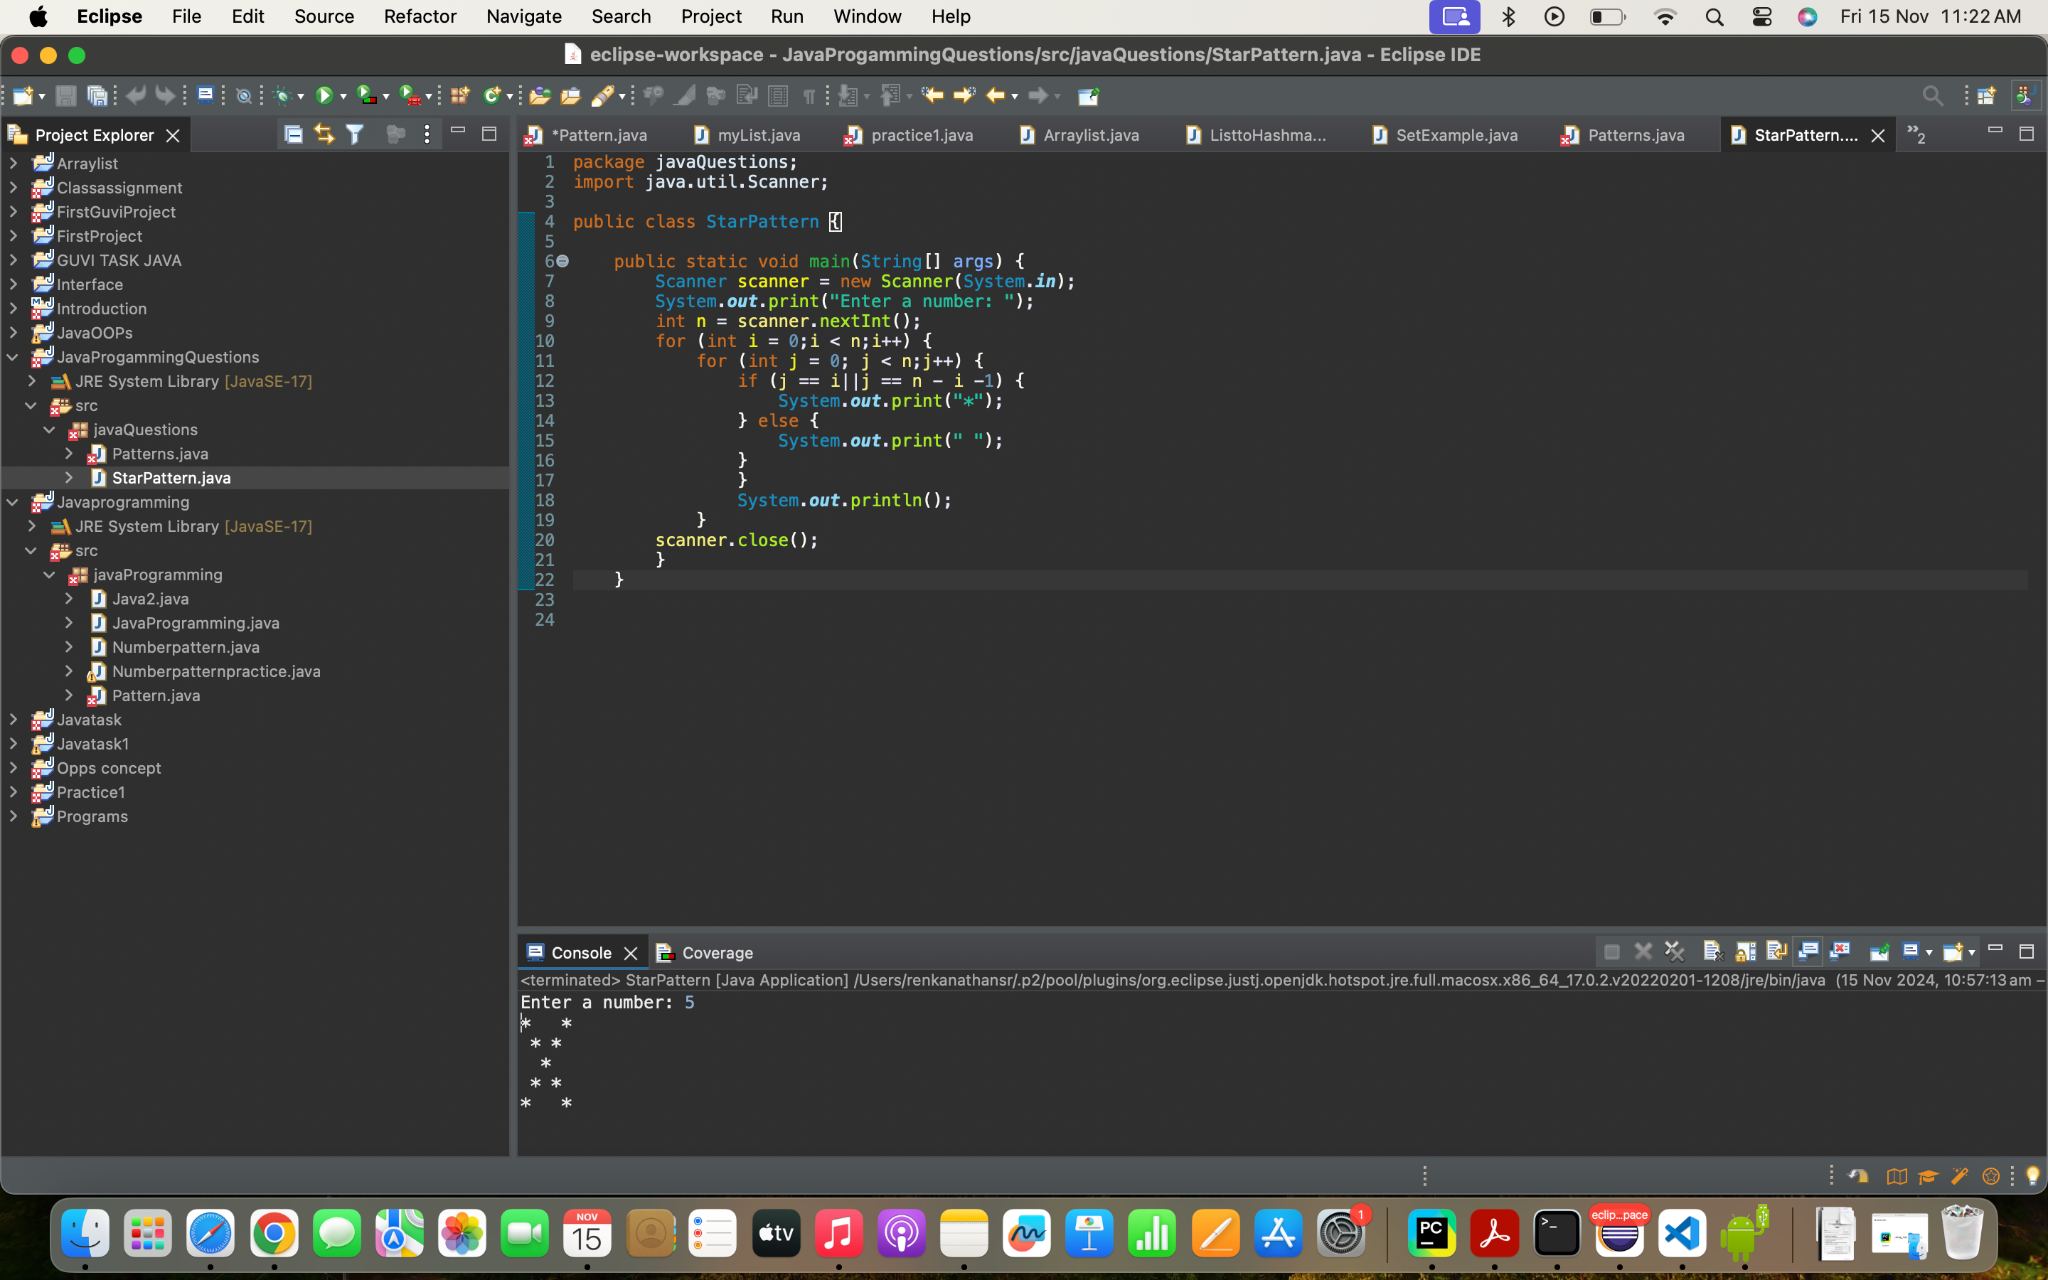 Eclipse File Edit Source Refactor Navigate Search Project Run Window Help Fri 15 Nov 11:22 AM
eclipse-workspace - JavaProgammingQuestions/src/javaQuestions/StarPattern.java - Eclipse IDE
Project Explorer
*Pattern.java myList.java practice1.java Arraylist.java ListtoHashma... SetExample.java Patterns.java StarPattern.... 2
Arraylist
Classassignment
FirstGuviProject
FirstProject
GUVI TASK JAVA
Interface
Introduction
JavaOOPs
JavaProgammingQuestions
JRE System Library [JavaSE-17]
src
javaQuestions
Patterns.java
StarPattern.java
Javaprogramming
JRE System Library [JavaSE-17]
src
javaProgramming
Java2.java
JavaProgramming.java
Numberpattern.java
Numberpatternpractice.java
Pattern.java
Javatask
Javatask1
Opps concept
Practice1
Programs
1 package javaQuestions;
2 import java.util.Scanner;
3
4 public class StarPattern {
5
6 public static void main(String[] args) {
7 Scanner scanner = new Scanner(System.in);
8 System.out.print("Enter a number: ");
9 int n = scanner.nextInt();
10 for (int i = 0;i < n;i++) {
11 for (int j = 0; j < n;j++) {
12 if (j == i||j == n - i -1) {
13 System.out.print("*");
14 } else {
15 System.out.print(" ");
16 }
17 }
18 System.out.println();
19 }
20 scanner.close();
21 }
22 }
23
24
Console Coverage
<terminated> StarPattern [Java Application] /Users/renkanathansr/.p2/pool/plugins/org.eclipse.justj.openjdk.hotspot.jre.full.macosx.x86_64_17.0.2.v20220201-1208/jre/bin/java (15 Nov 2024, 10:57:13 am –
Enter a number: 5
*   *
 * *
  *
 * *
*   *
NOV
15
tv
1
PC
eclip...pace